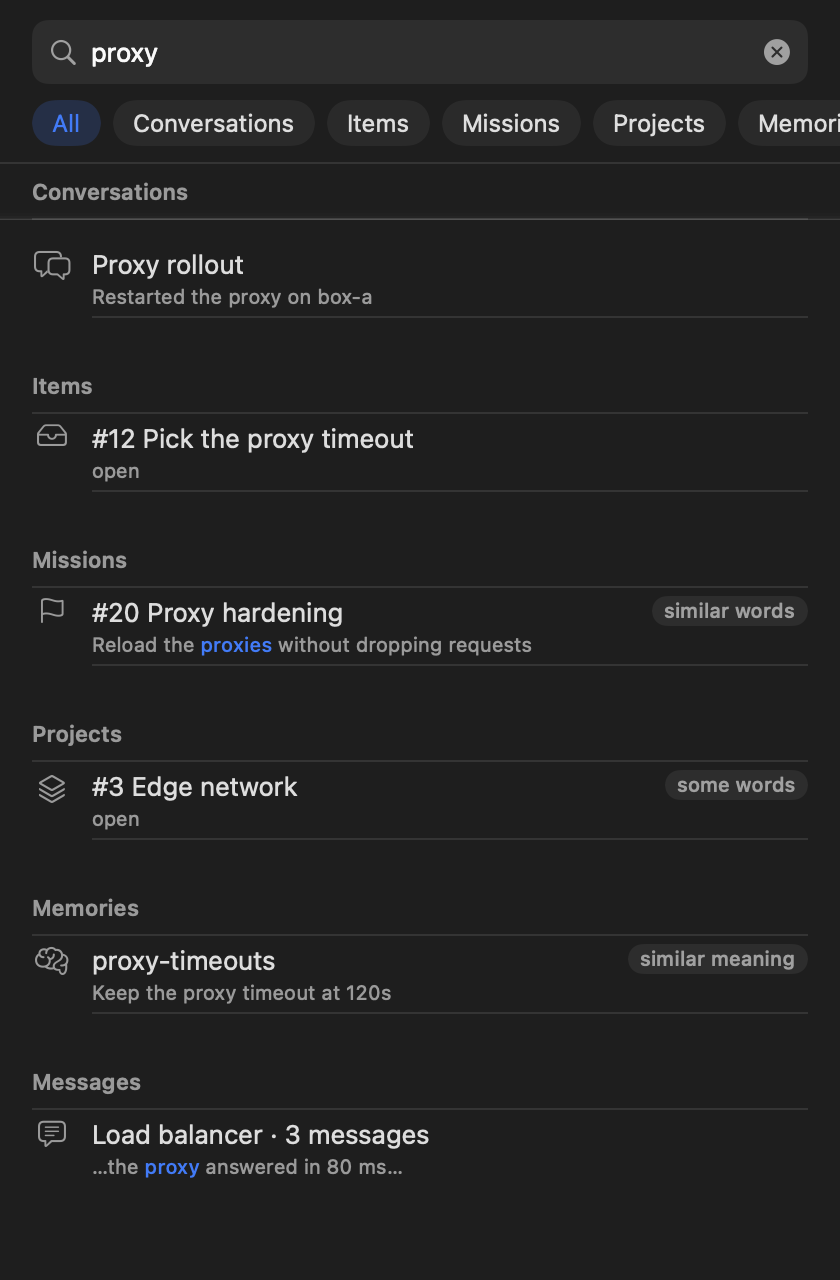 proxy
All Conversations Items Missions Projects Memori
Conversations
Proxy rollout
Restarted the proxy on box-a
Items
#12 Pick the proxy timeout
open
Missions
#20 Proxy hardening similar words
Reload the proxies without dropping requests
Projects
#3 Edge network some words
open
Memories
proxy-timeouts similar meaning
Keep the proxy timeout at 120s
Messages
Load balancer · 3 messages
…the proxy answered in 80 ms…